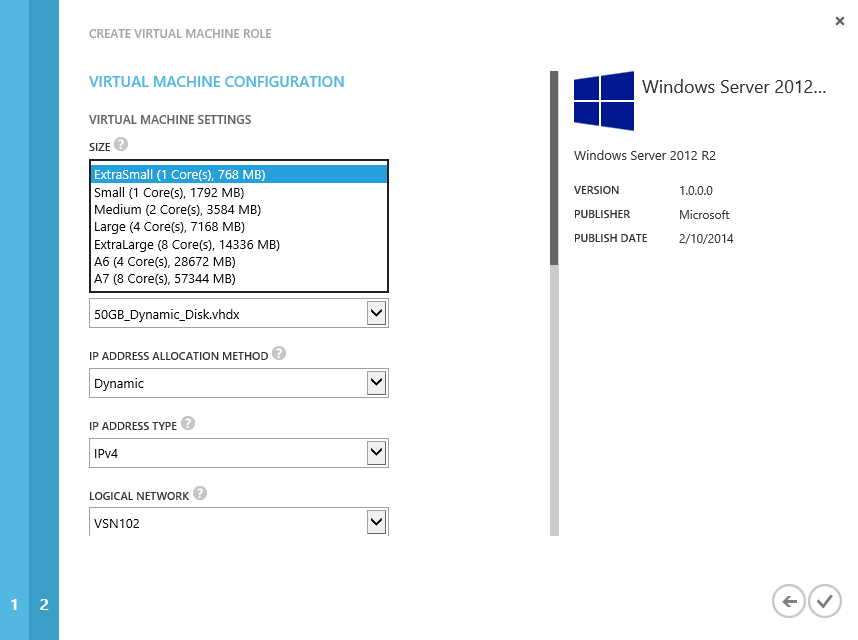 CREATE VIRTUAL MACHINE ROLE
VIRTUAL MACHINE CONFIGURATION
VIRTUAL MACHINE SETTINGS
SIZE ?
ExtraSmall (1 Core(s), 768 MB)
Small (1 Core(s), 1792 MB)
Medium (2 Core(s), 3584 MB)
Large (4 Core(s), 7168 MB)
ExtraLarge (8 Core(s), 14336 MB)
A6 (4 Core(s), 28672 MB)
A7 (8 Core(s), 57344 MB)
50GB_Dynamic_Disk.vhdx
IP ADDRESS ALLOCATION METHOD ?
Dynamic
IP ADDRESS TYPE ?
IPv4
LOGICAL NETWORK ?
VSN102
Windows Server 2012...
Windows Server 2012 R2
VERSION 1.0.0.0
PUBLISHER Microsoft
PUBLISH DATE 2/10/2014
1 2